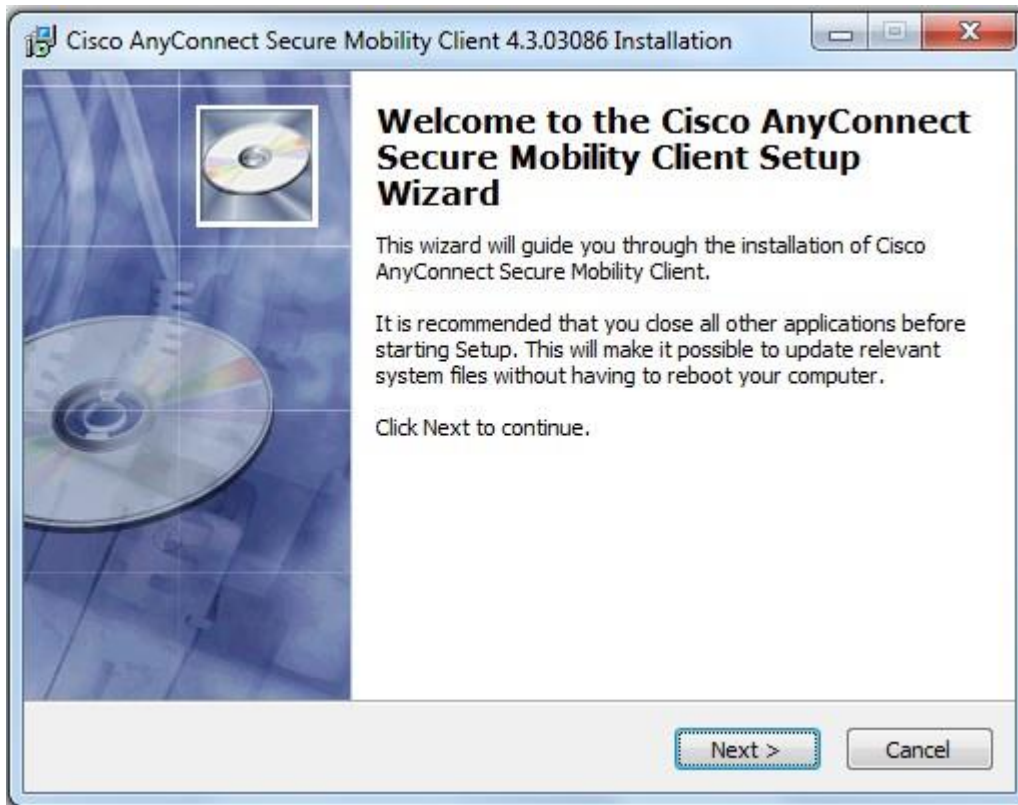 Cisco AnyConnect Secure Mobility Client 4.3.03086 Installation
Welcome to the Cisco AnyConnect
Secure Mobility Client Setup
Wizard
This wizard will guide you through the installation of Cisco
AnyConnect Secure Mobility Client.
It is recommended that you close all other applications before
starting Setup. This will make it possible to update relevant
system files without having to reboot your computer.
Click Next to continue.
Next >
Cancel